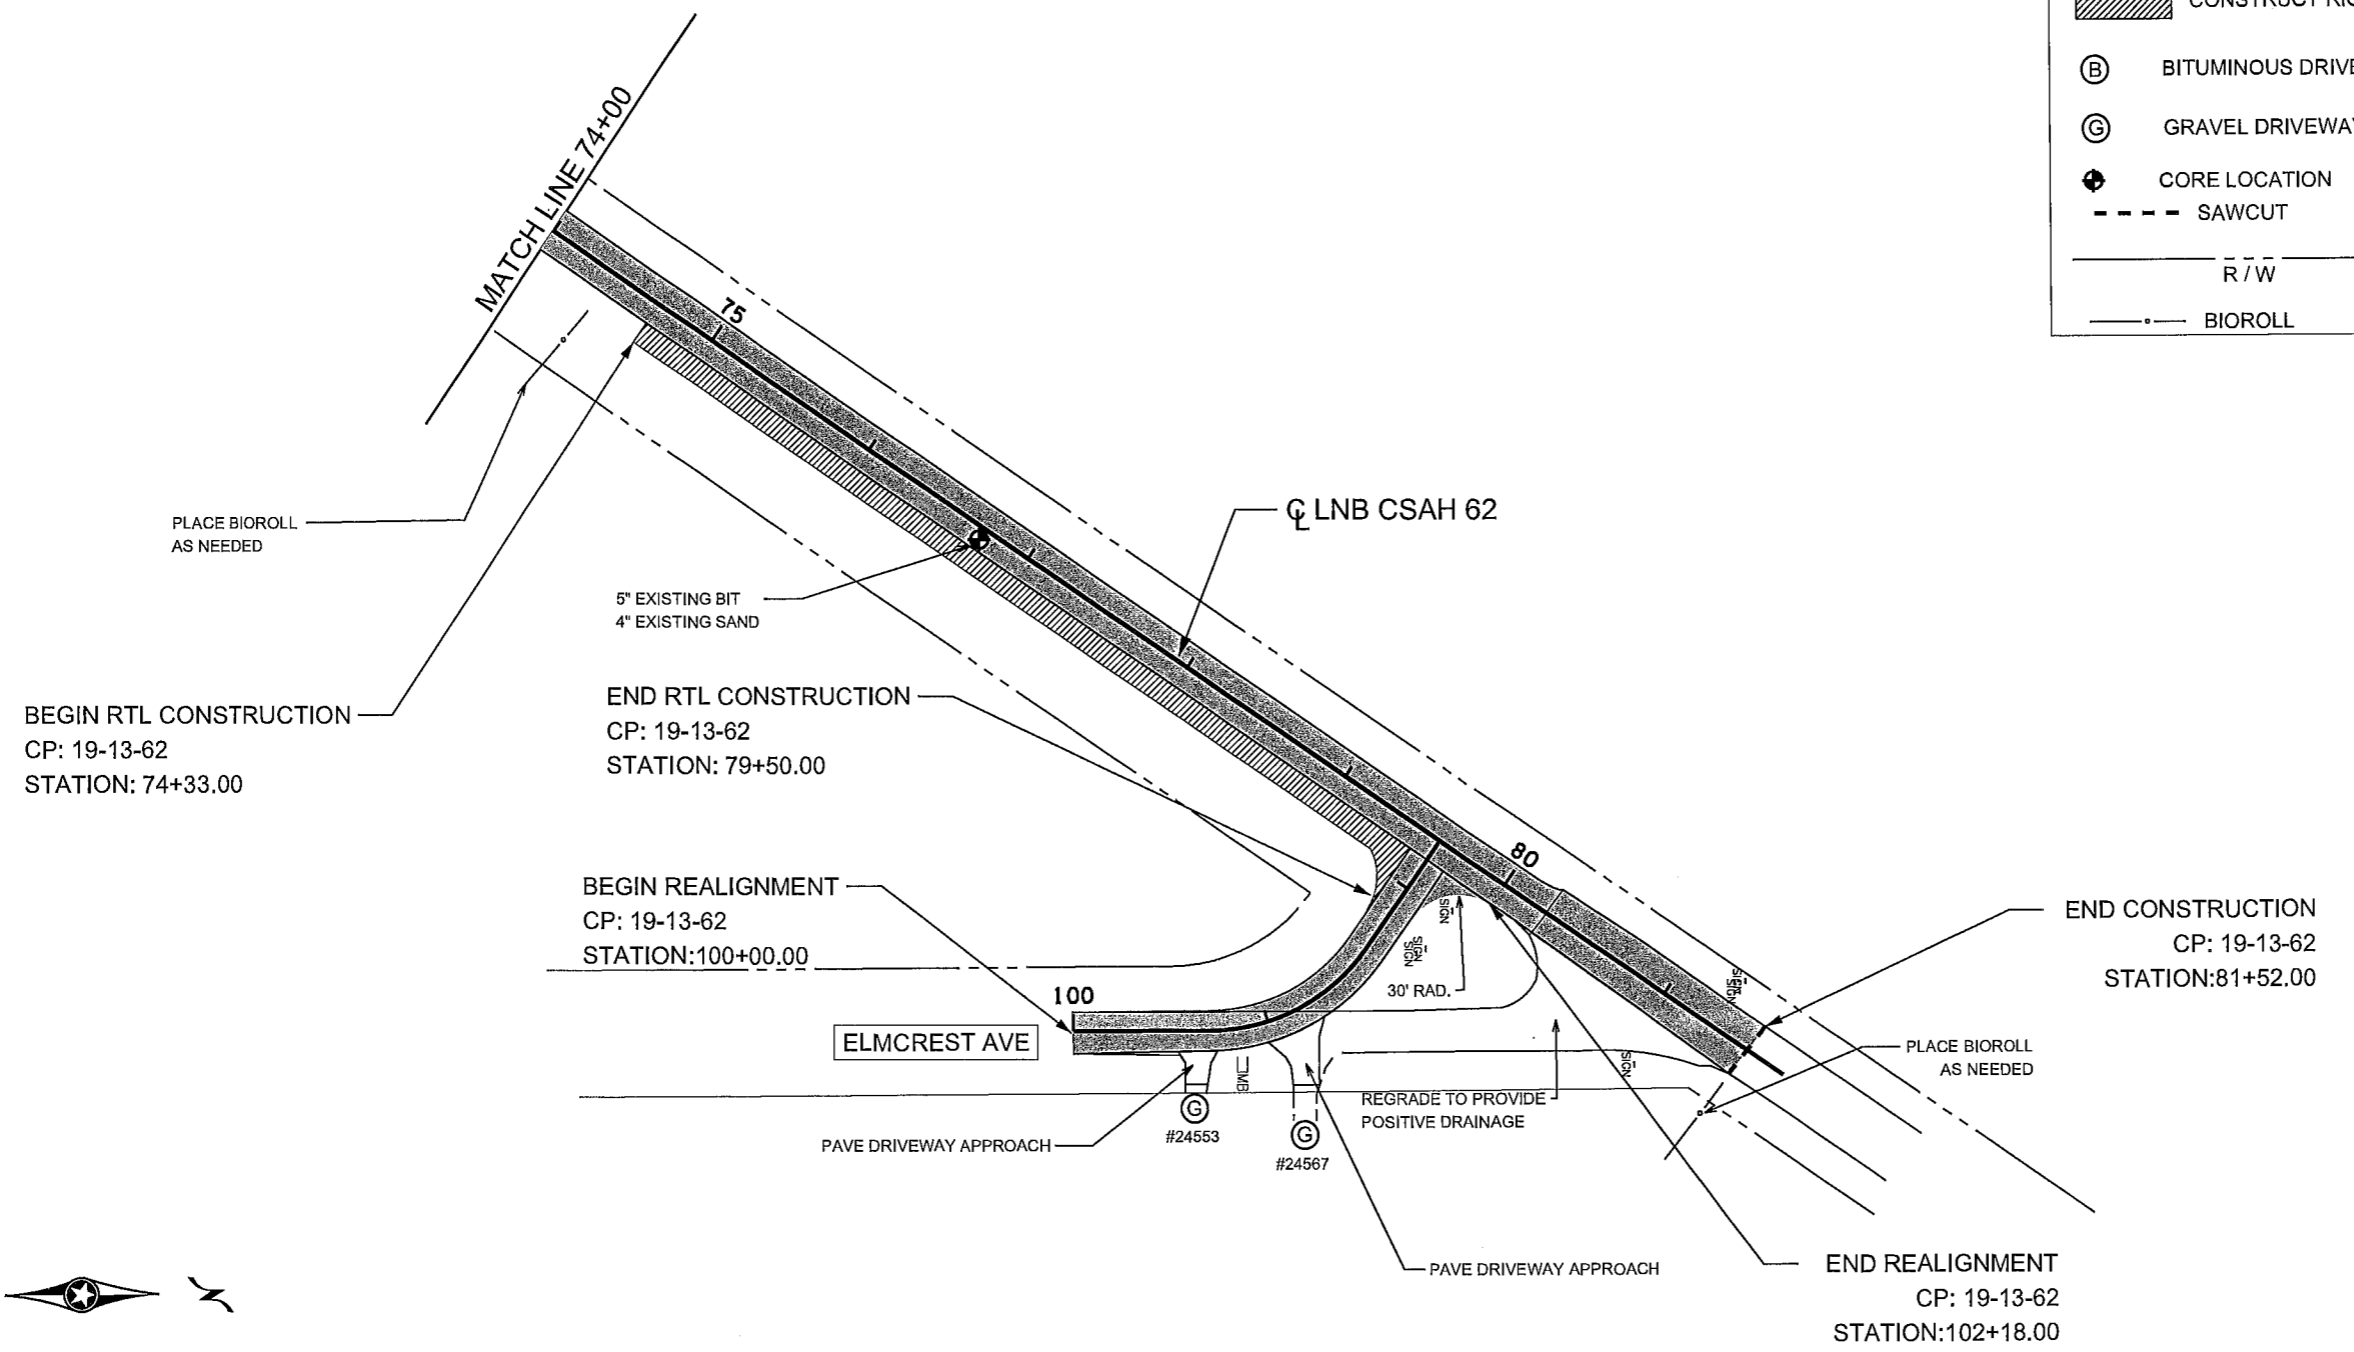 CONSTRUCT
B BITUMINOUS
G GRAVEL
CORE LOCATION
SAWCUT
R / W
BIOROLL
MATCH LINE 74+00
75
PLACE BIOROLL
AS NEEDED
℄ LNB CSAH 62
5" EXISTING BIT
4" EXISTING SAND
BEGIN RTL CONSTRUCTION
CP: 19-13-62
STATION: 74+33.00
END RTL CONSTRUCTION
CP: 19-13-62
STATION: 79+50.00
80
BEGIN REALIGNMENT
CP: 19-13-62
STATION:100+00.00
END CONSTRUCTION
CP: 19-13-62
STATION:81+52.00
SIGN
SIGN
SIGN
SIGN
SIGN
SIGN
30' RAD.
100
ELMCREST AVE
PLACE BIOROLL
AS NEEDED
MB
REGRADE TO PROVIDE
POSITIVE DRAINAGE
G
#24553
G
#24567
PAVE DRIVEWAY APPROACH
PAVE DRIVEWAY APPROACH
END REALIGNMENT
CP: 19-13-62
STATION:102+18.00
N